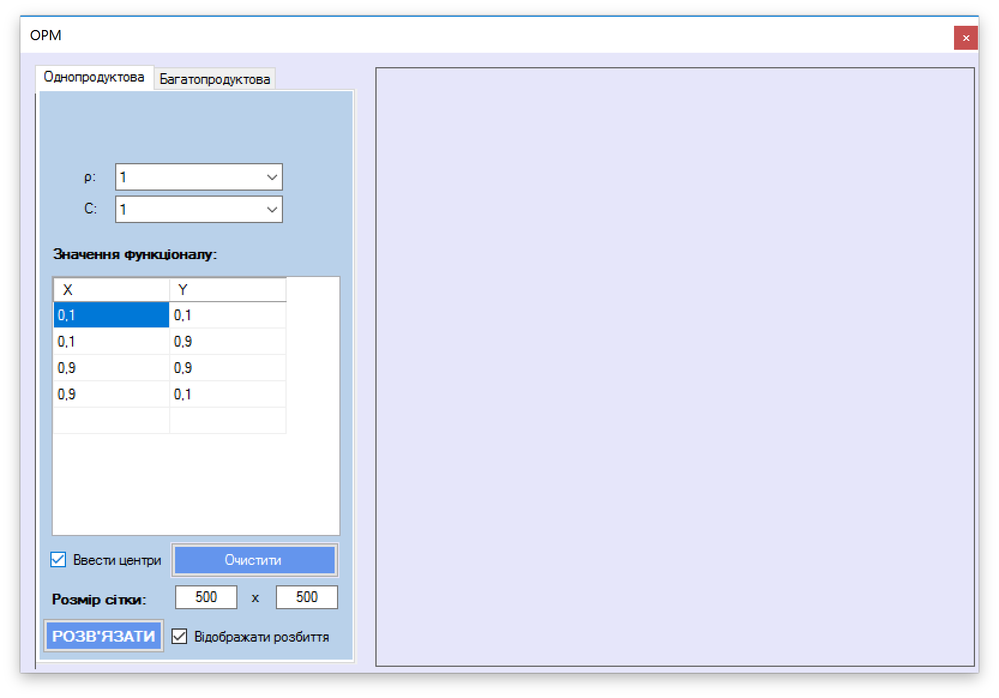 OPM
Однопродуктова Багатопродуктова
ρ: 1
C: 1
Значення функціоналу:
X Y
0,1 0,1
0,1 0,9
0,9 0,9
0,9 0,1
Ввести центри Очистити
Розмір сітки: 500 x 500
РОЗВ'ЯЗАТИ Відображати розбиття